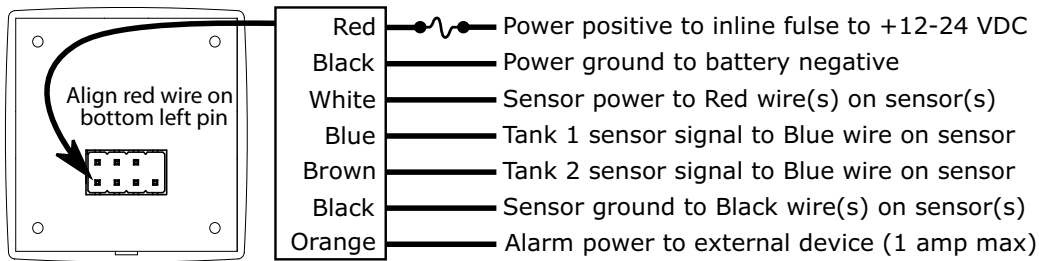 Red Power positive to inline fulse to +12-24 VDC
Black Power ground to battery negative
White Sensor power to Red wire(s) on sensor(s)
Align red wire on
bottom left pin
Blue Tank 1 sensor signal to Blue wire on sensor
Brown Tank 2 sensor signal to Blue wire on sensor
Black Sensor ground to Black wire(s) on sensor(s)
Orange Alarm power to external device (1 amp max)